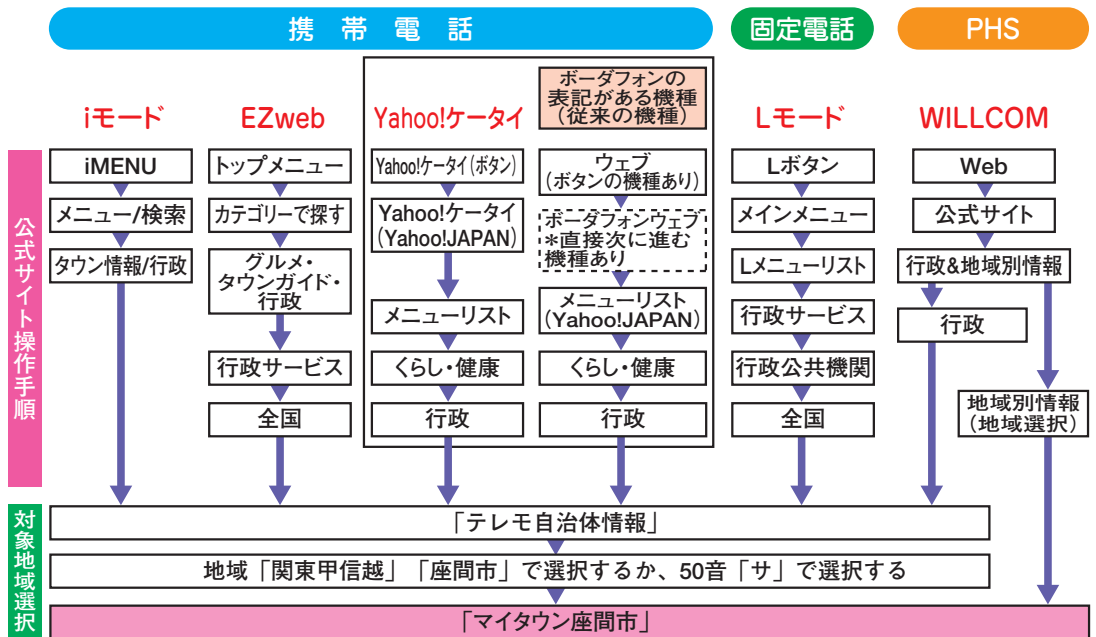 携帯電話
固定電話
PHS
iモード
EZweb
Yahoo!ケータイ
ボーダフォンの
表記がある機種
(従来の機種)
Lモード
WILLCOM
公式サイト操作手順
iMENU
メニュー/検索
タウン情報/行政
トップメニュー
カテゴリーで探す
グルメ・
タウンガイド・
行政
行政サービス
全国
Yahoo!ケータイ(ボタン)
Yahoo!ケータイ
(Yahoo!JAPAN)
メニューリスト
くらし・健康
行政
ウェブ
(ボタンの機種あり)
ボーダフォンウェブ
*直接次に進む
機種あり
メニューリスト
(Yahoo!JAPAN)
くらし・健康
行政
Lボタン
メインメニュー
Lメニューリスト
行政サービス
行政公共機関
全国
Web
公式サイト
行政&地域別情報
行政
地域別情報
(地域選択)
対象地域選択
「テレモ自治体情報」
地域「関東甲信越」「座間市」で選択するか、50音「サ」で選択する
「マイタウン座間市」